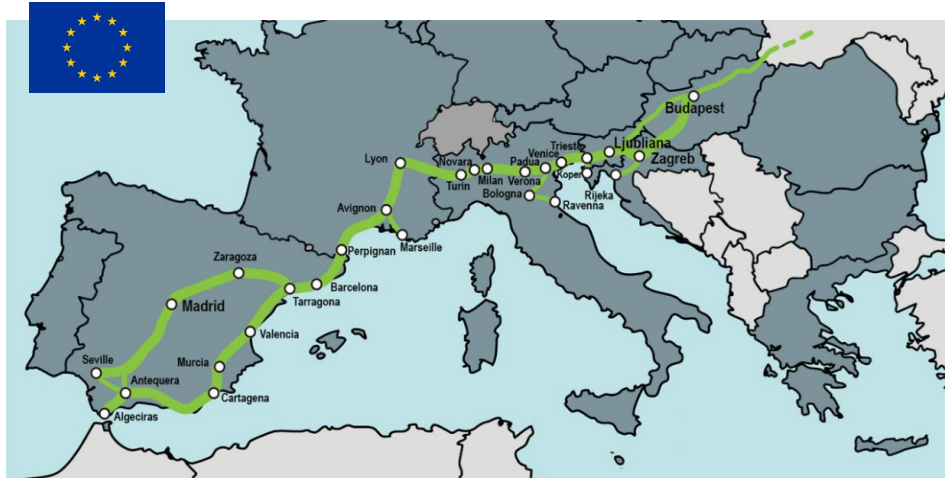 Budapest
Ljubliana
Trieste
Zagreb
Venice
Padua
Novara
Lyon
Milan
Verona
Koper
Turin
Bologna
Rijeka
Ravenna
Avignon
Marseille
Perpignan
Zaragoza
Barcelona
Tarragona
Madrid
Valencia
Seville
Murcia
Antequera
Cartagena
Algeciras